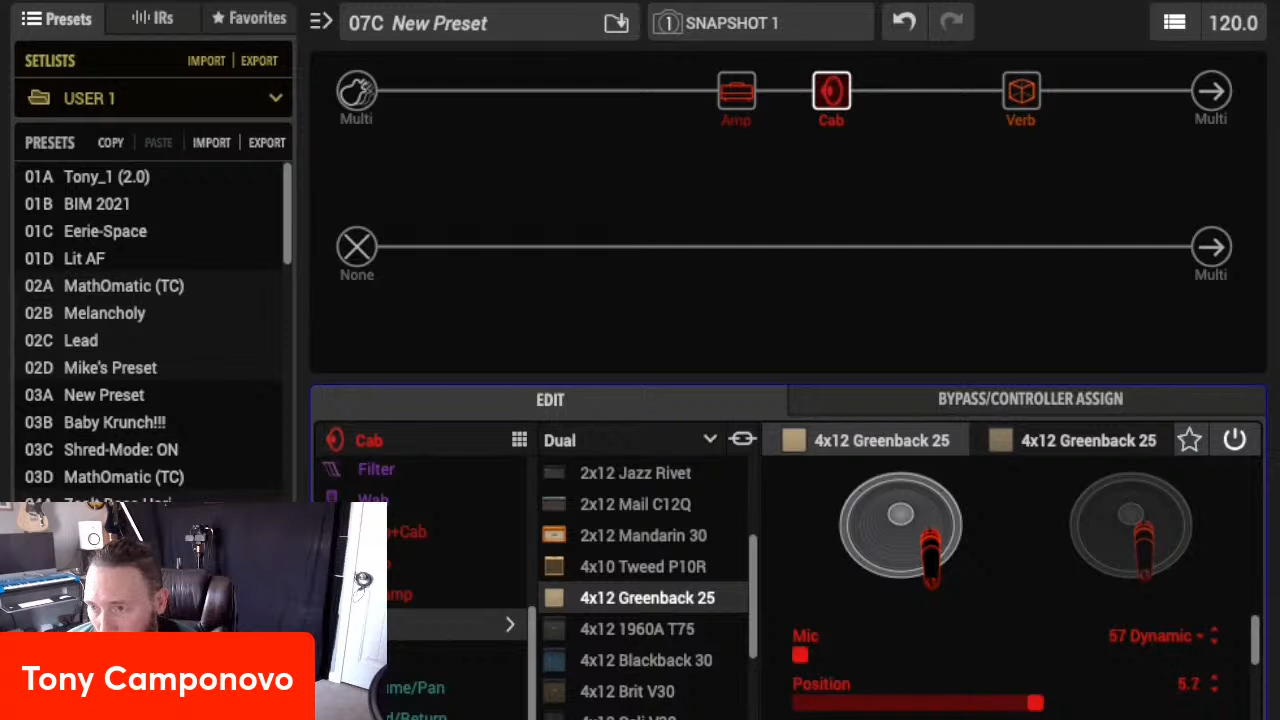 Presets
IRs
Favorites
07C New Preset
1 SNAPSHOT 1
120.0
SETLISTS
IMPORT | EXPORT
USER 1
PRESETS COPY PASTE IMPORT EXPORT
01A Tony_1 (2.0)
01B BIM 2021
01C Eerie-Space
01D Lit AF
02A MathOmatic (TC)
02B Melancholy
02C Lead
02D Mike's Preset
03A New Preset
03B Baby Krunch!!!
03C Shred-Mode: ON
03D MathOmatic (TC)
Multi
Amp
Cab
Verb
Multi
None
Multi
EDIT
BYPASS/CONTROLLER ASSIGN
Cab
Filter
Wah
+Cab
Dual
2x12 Jazz Rivet
2x12 Mail C12Q
2x12 Mandarin 30
4x10 Tweed P10R
4x12 Greenback 25
4x12 1960A T75
4x12 Blackback 30
4x12 Brit V30
4x12 Greenback 25
4x12 Greenback 25
Mic
57 Dynamic
Position
5.7
Tony Camponovo